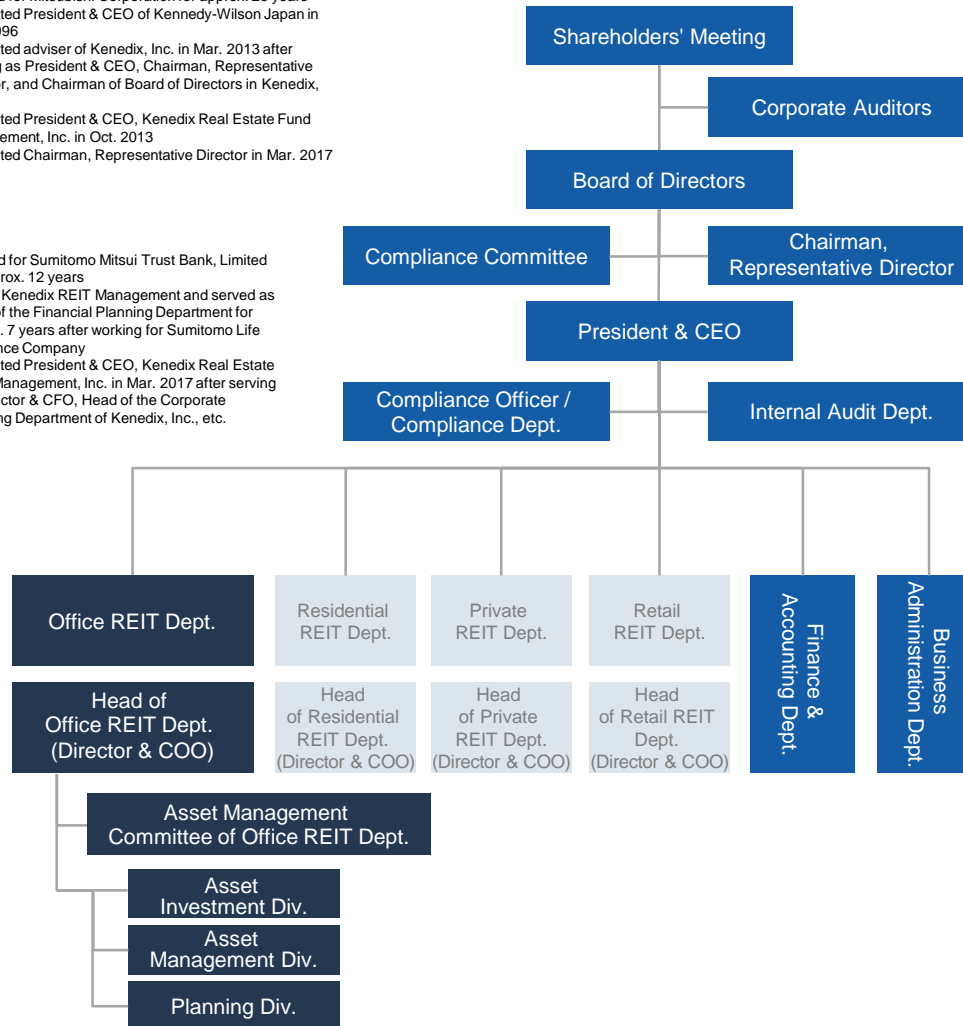 for Mitsubishi Corporation for approx. years
ted President & CEO of Kennedy-Wilson Japan in
996
ted adviser of Kenedix, Inc. in Mar. 2013 after
g as President & CEO, Chairman, Representative
or, and Chairman of Board of Directors in Kenedix,
ted President & CEO, Kenedix Real Estate Fund
ement, Inc. in Oct. 2013
ted Chairman, Representative Director in Mar. 2017
d for Sumitomo Mitsui Trust Bank, Limited
rox. 12 years
Kenedix REIT Management and served as
of the Financial Planning Department for
. 7 years after working for Sumitomo Life
nce Company
ted President & CEO, Kenedix Real Estate
Management, Inc. in Mar. 2017 after serving
ctor & CFO, Head of the Corporate
ng Department of Kenedix, Inc., etc.
Shareholders' Meeting
Corporate Auditors
Board of Directors
Compliance Committee
Chairman,
Representative Director
President & CEO
Compliance Officer /
Compliance Dept.
Internal Audit Dept.
Office REIT Dept.
Residential
REIT Dept.
Private
REIT Dept.
Retail
REIT Dept.
Finance &
Accounting Dept.
Business
Administration Dept.
Head of
Office REIT Dept.
(Director & COO)
Head
of Residential
REIT Dept.
(Director & COO)
Head
of Private
REIT Dept.
(Director & COO)
Head
of Retail REIT
Dept.
(Director & COO)
Asset Management
Committee of Office REIT Dept.
Asset
Investment Div.
Asset
Management Div.
Planning Div.